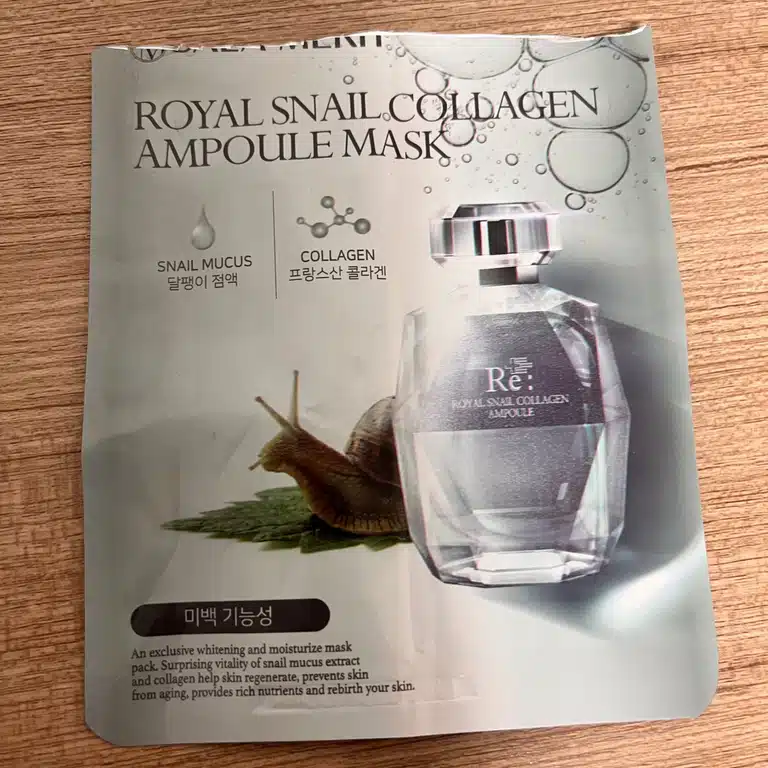 ROYAL SNAIL COLLAGEN
AMPOULE MASK
SNAIL MUCUS
달팽이 점액
COLLAGEN
프랑스산 콜라겐
Re:
ROYAL SNAIL COLLAGEN
AMPOULE
미백 기능성
An exclusive whitening and moisturize mask
pack. Surprising vitality of snail mucus extract
and collagen help skin regenerate, prevents skin
from aging, provides rich nutrients and rebirth your skin.